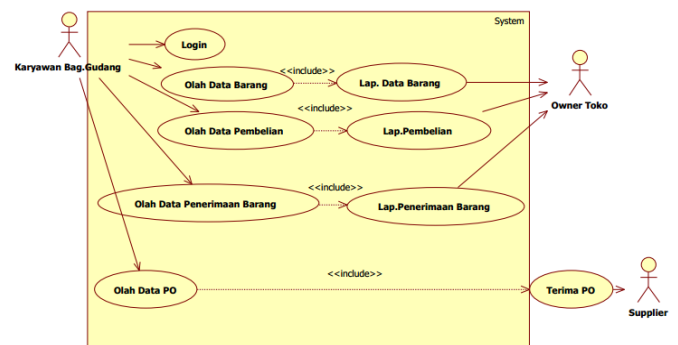 System
Login
Karyawan Bag.Gudang
<<include>>
Olah Data Barang
Lap. Data Barang
Owner Toko
<<include>>
Olah Data Pembelian
Lap.Pembelian
<<include>>
Olah Data Penerimaan Barang
Lap.Penerimaan Barang
<<include>>
Olah Data PO
Terima PO
Supplier